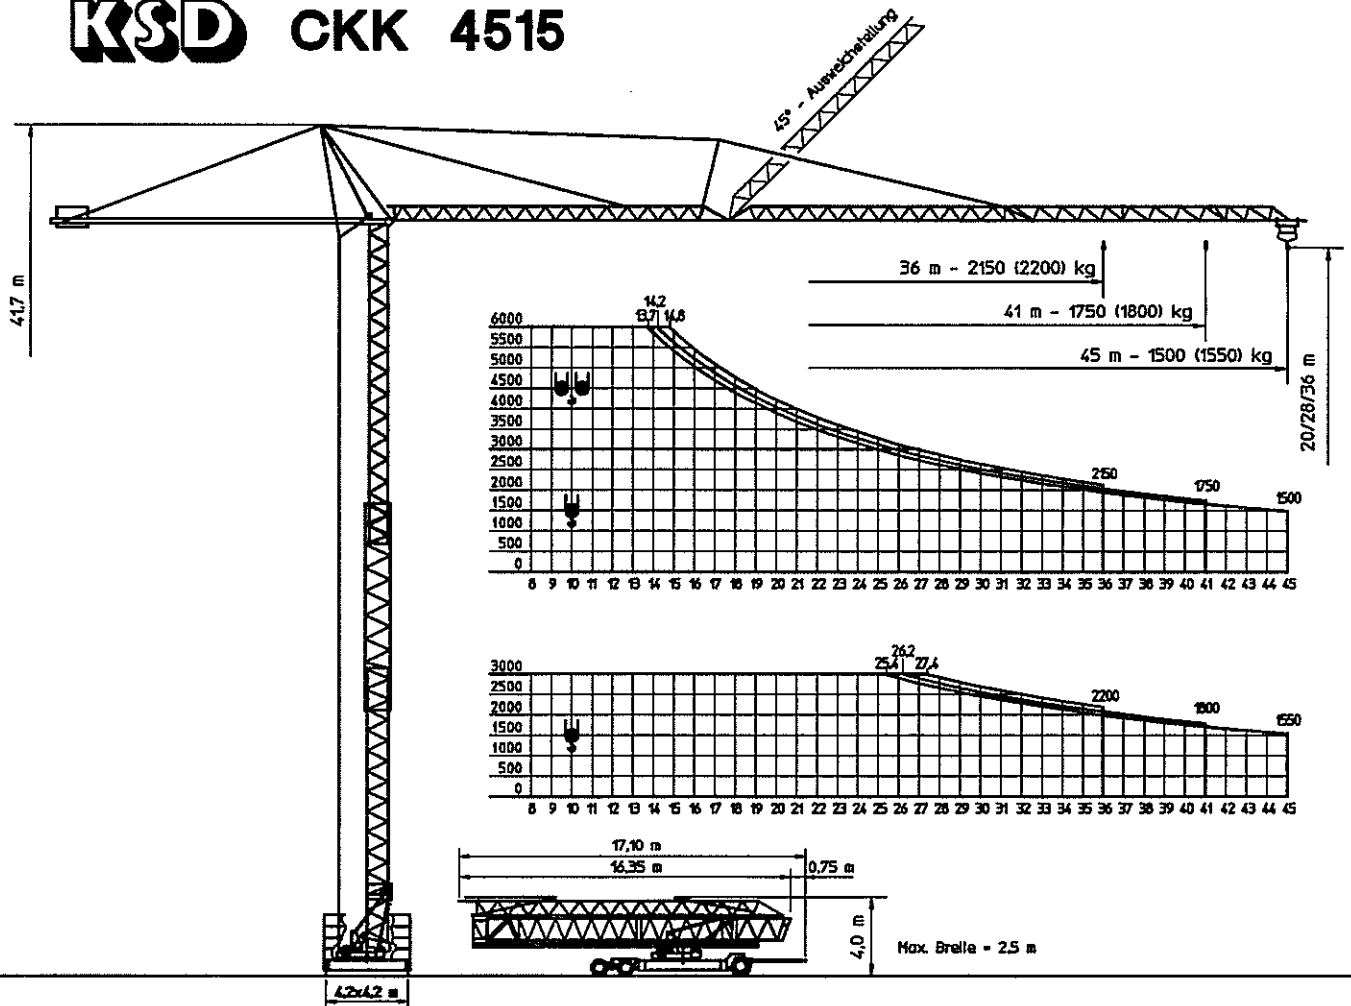 KSD CKK 4515
45° - Ausweichstellung
41,7 m
36 m - 2150 (2200) kg
41 m - 1750 (1800) kg
45 m - 1500 (1550) kg
20/28/36 m
14,2
13,7 14,8
6000
5500
5000
4500
4000
3500
3000
2500
2000
1500
1000
500
0
2150
1750
1500
8 9 10 11 12 13 14 15 16 17 18 19 20 21 22 23 24 25 26 27 28 29 30 31 32 33 34 35 36 37 38 39 40 41 42 43 44 45
26,2
25,4 27,4
3000
2500
2000
1500
1000
500
0
2200
1800
1550
8 9 10 11 12 13 14 15 16 17 18 19 20 21 22 23 24 25 26 27 28 29 30 31 32 33 34 35 36 37 38 39 40 41 42 43 44 45
17,10 m
16,35 m 0,75 m
4,0 m
Max. Breite = 2,5 m
4,2x4,2 m